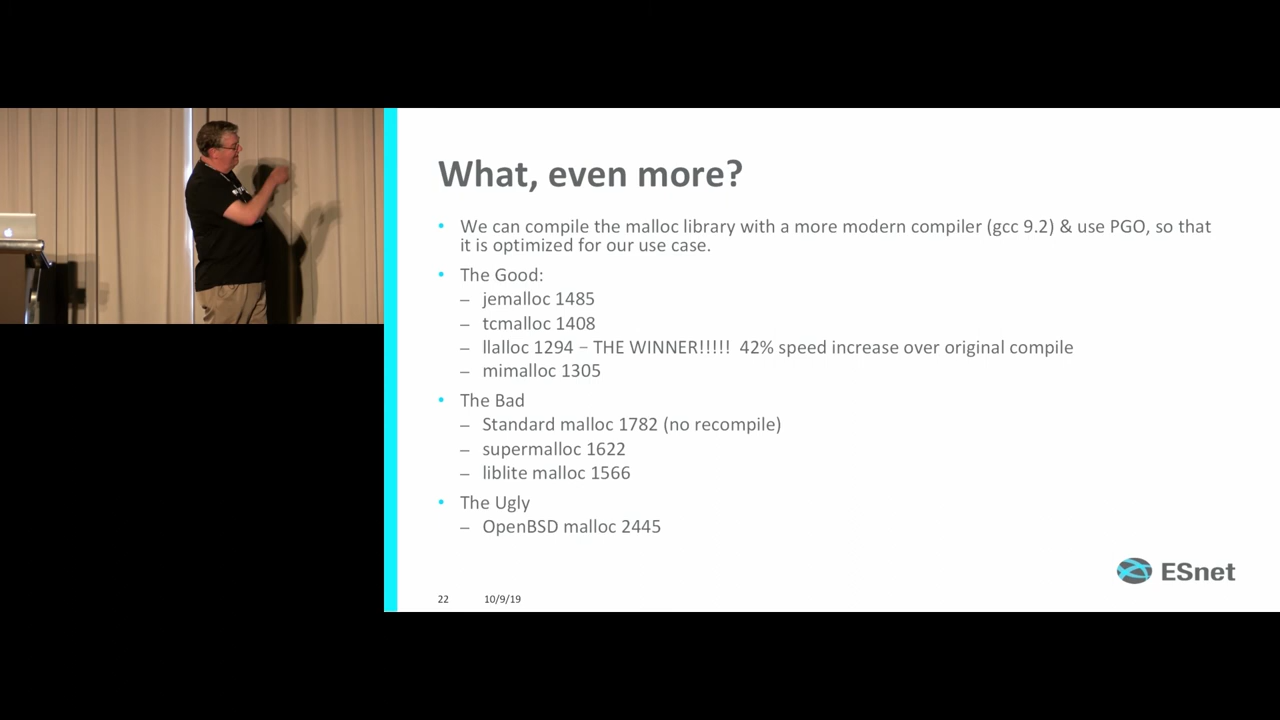 What, even more?
• We can compile the malloc library with a more modern compiler (gcc 9.2) & use PGO, so that
it is optimized for our use case.
• The Good:
– jemalloc 1485
– tcmalloc 1408
– llalloc 1294 – THE WINNER!!!!! 42% speed increase over original compile
– mimalloc 1305
• The Bad
– Standard malloc 1782 (no recompile)
– supermalloc 1622
– liblite malloc 1566
• The Ugly
– OpenBSD malloc 2445
ESnet
22 10/9/19